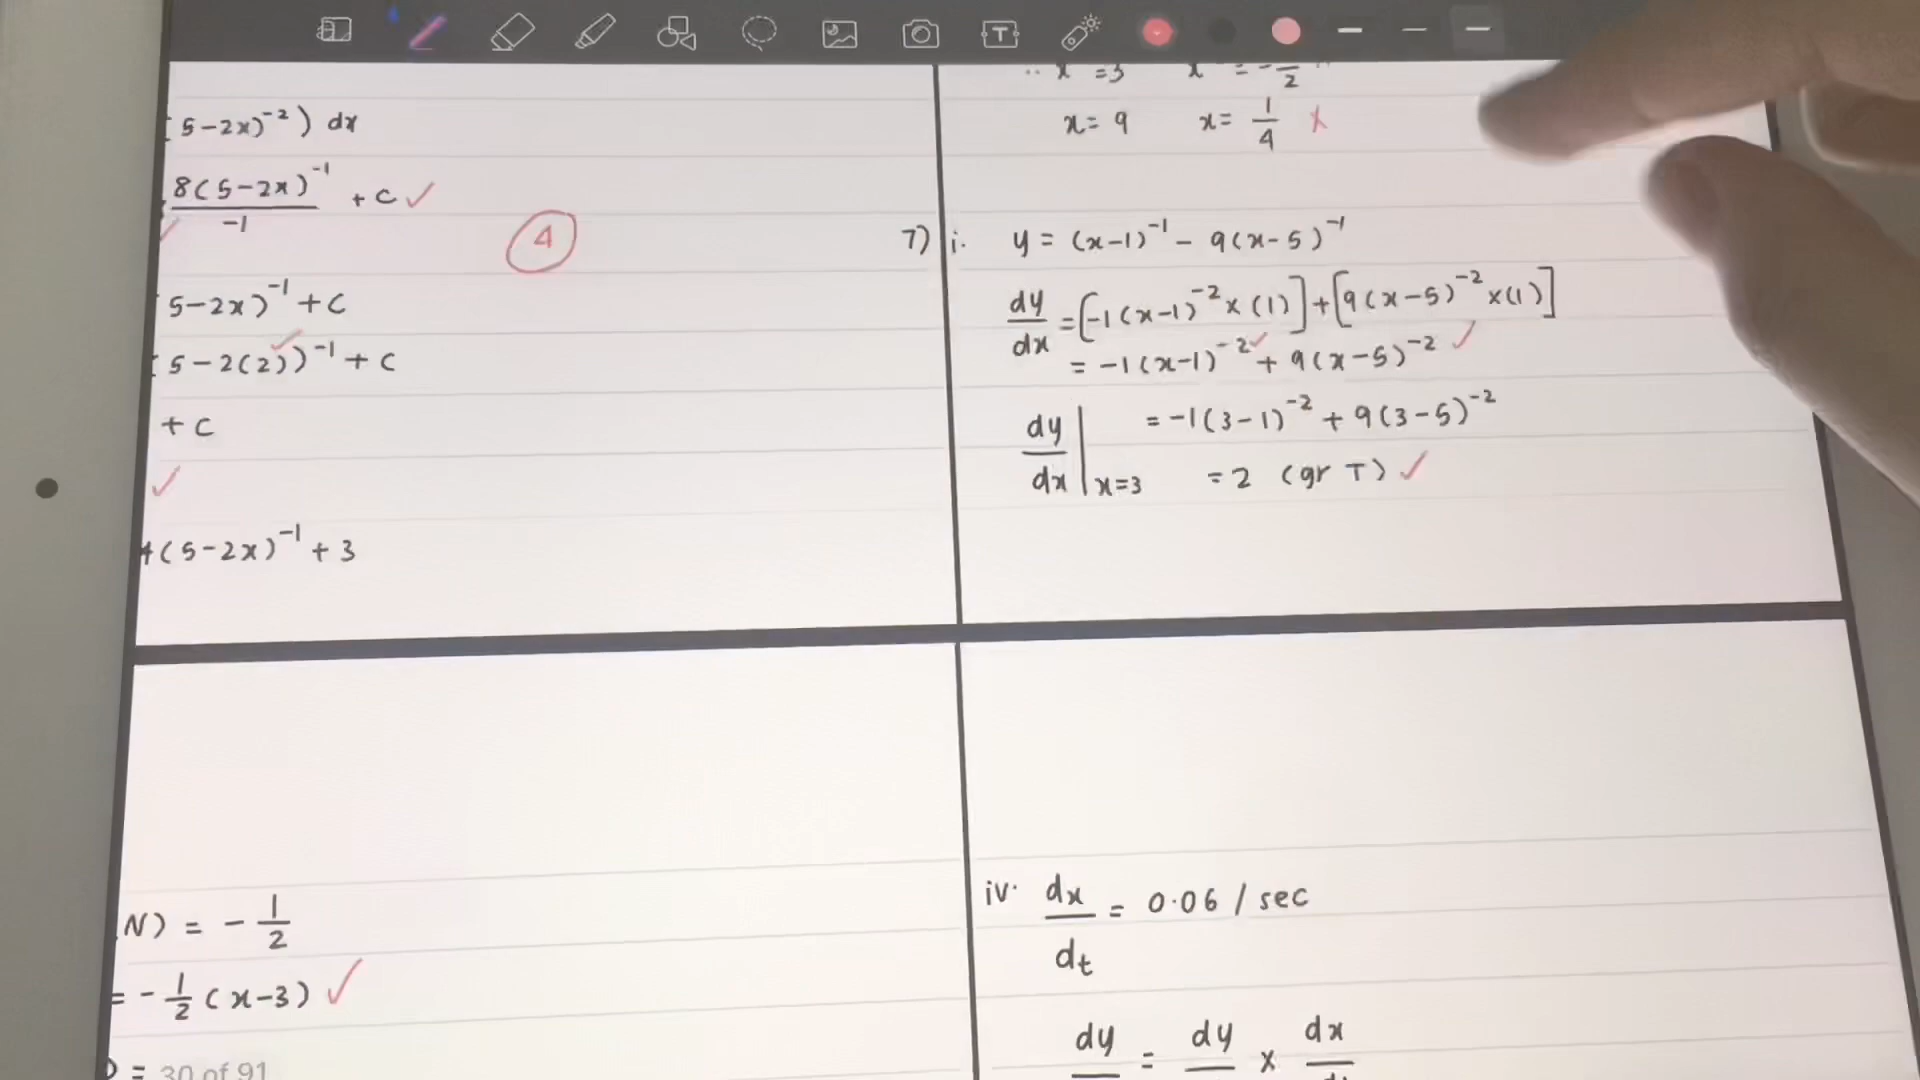 5-2x)⁻²) dx
8(5-2x)⁻¹ / -1 + c ✓
4
5-2x)⁻¹ + c
5-2(2))⁻¹ + c
+ c
4(5-2x)⁻¹ + 3
x = 9 x = 1/4 ✗
7) i. y = (x-1)⁻¹ - 9(x-5)⁻¹
dy/dx = [-1(x-1)⁻² × (1)] + [9(x-5)⁻² × (1)]
= -1(x-1)⁻² + 9(x-5)⁻² ✓
dy/dx | x=3 = -1(3-1)⁻² + 9(3-5)⁻²
= 2 (gr T) ✓
N) = - 1/2
= - 1/2 (x-3) ✓
30 of 91
iv. dx/dt = 0.06 / sec
dy = dy × dx